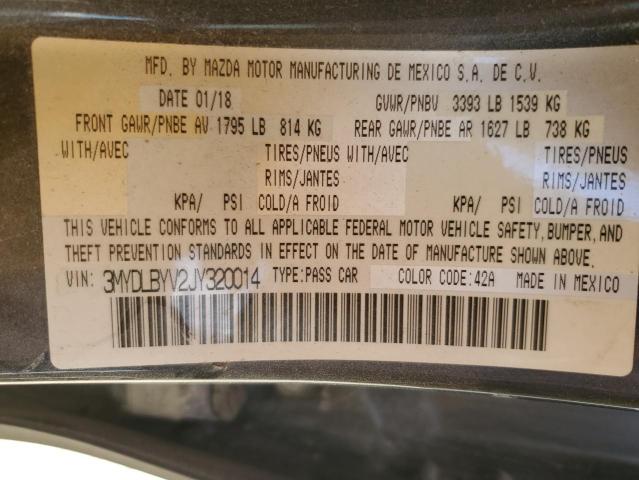 MFD. BY MAZDA MOTOR MANUFACTURING DE MEXICO S.A. DE C.V.
DATE 01/18 GVWR/PNBV 3393 LB 1539 KG
FRONT GAWR/PNBE AV 1795 LB 814 KG REAR GAWR/PNBE AR 1627 LB 738 KG
WITH/AVEC TIRES/PNEUS WITH/AVEC TIRES/PNEUS
RIMS/JANTES RIMS/JANTES
KPA/ PSI COLD/A FROID KPA/ PSI COLD/A FROID
THIS VEHICLE CONFORMS TO ALL APPLICABLE FEDERAL MOTOR VEHICLE SAFETY, BUMPER, AND
THEFT PREVENTION STANDARDS IN EFFECT ON THE DATE OF MANUFACTURE SHOWN ABOVE.
VIN: 3MYDLBYV2JY320014 TYPE:PASS CAR COLOR CODE:42A MADE IN MEXICO